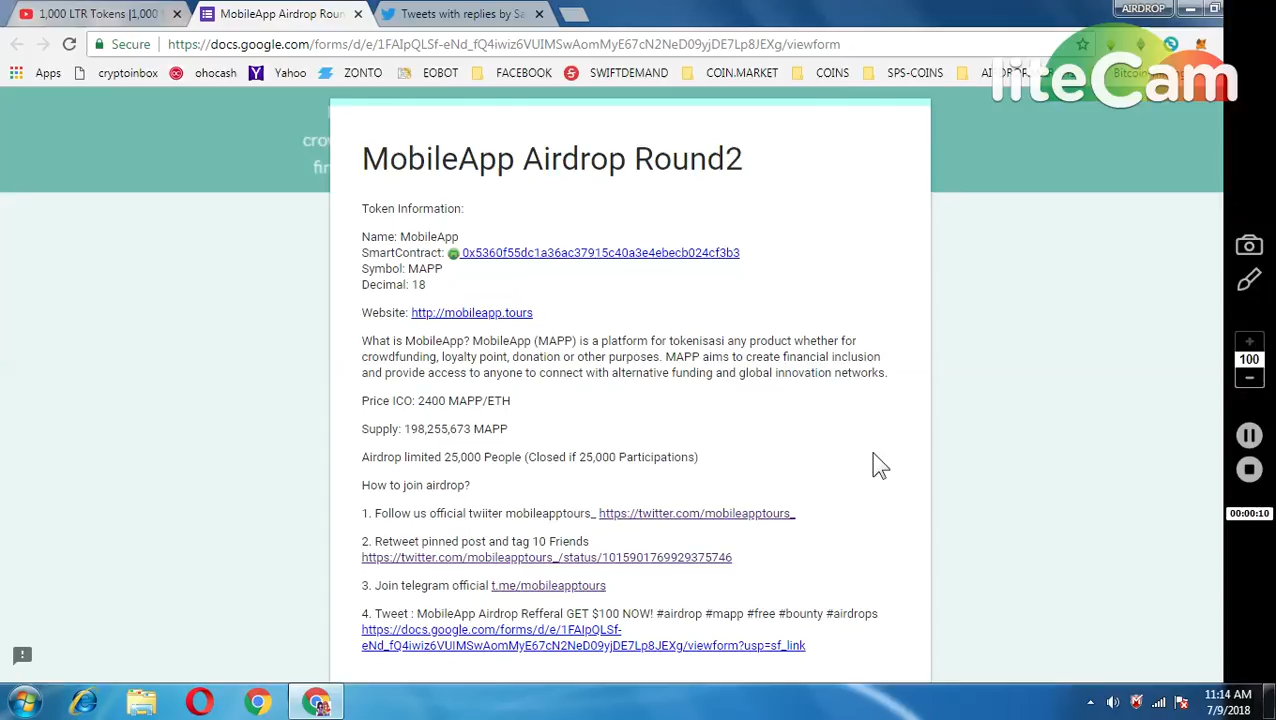 1,000 LTR Tokens |1,000
MobileApp Airdrop Roun
Tweets with replies by Sa
AIRDROP
Secure
https://docs.google.com/forms/d/e/1FAIpQLSf-eNd_fQ4iwiz6VUIMSwAomMyE67cN2NeD09yjDE7Lp8JEXg/viewform
Apps
cryptoinbox
ohocash
Yahoo
EOBOT
FACEBOOK
SWIFTDEMAND
COIN.MARKET
COINS
SPS-COINS
liteCam
MobileApp Airdrop Round2
Token Information:
Name: MobileApp
SmartContract: 0x5360f55dc1a36ac37915c40a3e4ebecb024cf3b3
Symbol: MAPP
Decimal: 18
Website: http://mobileapp.tours
What is MobileApp? MobileApp (MAPP) is a platform for tokenisasi any product whether for
crowdfunding, loyalty point, donation or other purposes. MAPP aims to create financial inclusion
and provide access to anyone to connect with alternative funding and global innovation networks.
Price ICO: 2400 MAPP/ETH
Supply: 198,255,673 MAPP
Airdrop limited 25,000 People (Closed if 25,000 Participations)
How to join airdrop?
1. Follow us official twiiter mobileapptours_ https://twitter.com/mobileapptours_
2. Retweet pinned post and tag 10 Friends
https://twitter.com/mobileapptours_/status/1015901769929375746
3. Join telegram official t.me/mobileapptours
4. Tweet : MobileApp Airdrop Refferal GET $100 NOW! #airdrop #mapp #free #bounty #airdrops
https://docs.google.com/forms/d/e/1FAIpQLSf-
eNd_fQ4iwiz6VUIMSwAomMyE67cN2NeD09yjDE7Lp8JEXg/viewform?usp=sf_link
100
00:00:10
11:14 AM
7/9/2018